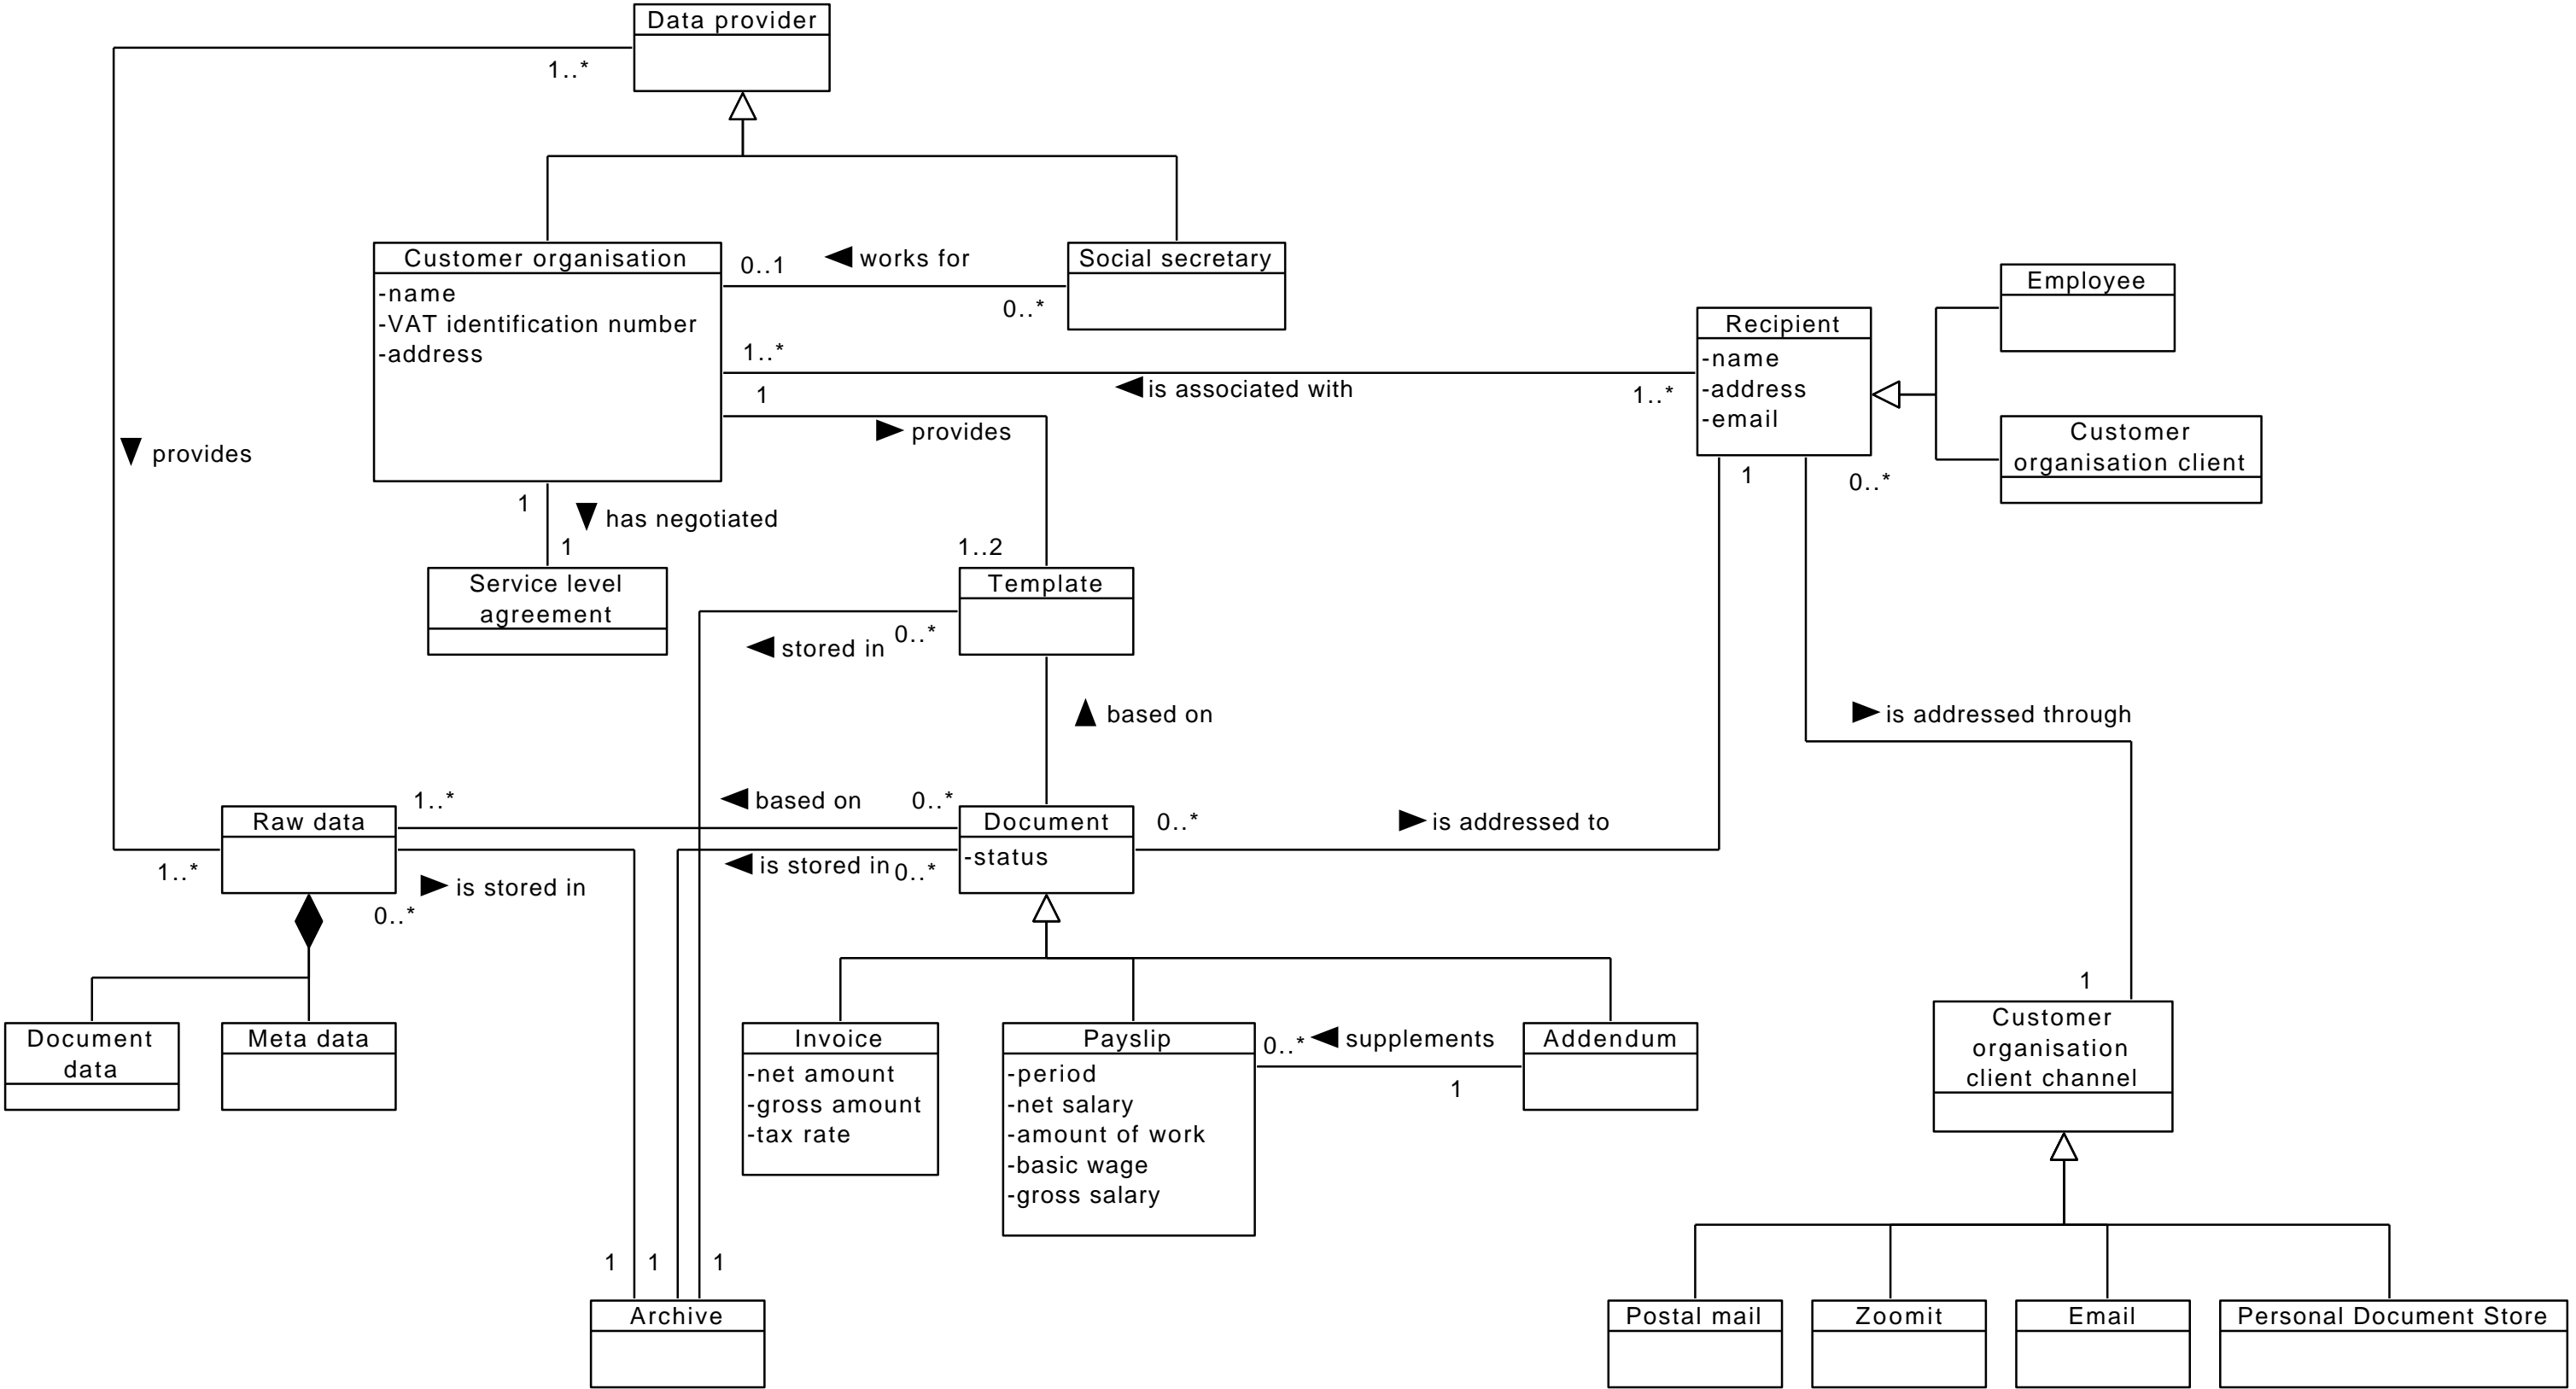 Data provider
1..*
Customer organisation
-name
-VAT identification number
-address
0..1
works for
0..*
Social secretary
Employee
Recipient
-name
-address
-email
1..*
is associated with
1..*
1
provides
Customer
organisation client
provides
1
0..*
1
has negotiated
1
1..2
Service level
agreement
Template
stored in
0..*
based on
is addressed through
1..*
based on
0..*
Raw data
Document
-status
0..*
is addressed to
1..*
is stored in
0..*
is stored in
0..*
1
Document
data
Meta data
Invoice
-net amount
-gross amount
-tax rate
Payslip
-period
-net salary
-amount of work
-basic wage
-gross salary
0..*
supplements
1
Addendum
Customer
organisation
client channel
1
1
1
Archive
Postal mail
Zoomit
Email
Personal Document Store